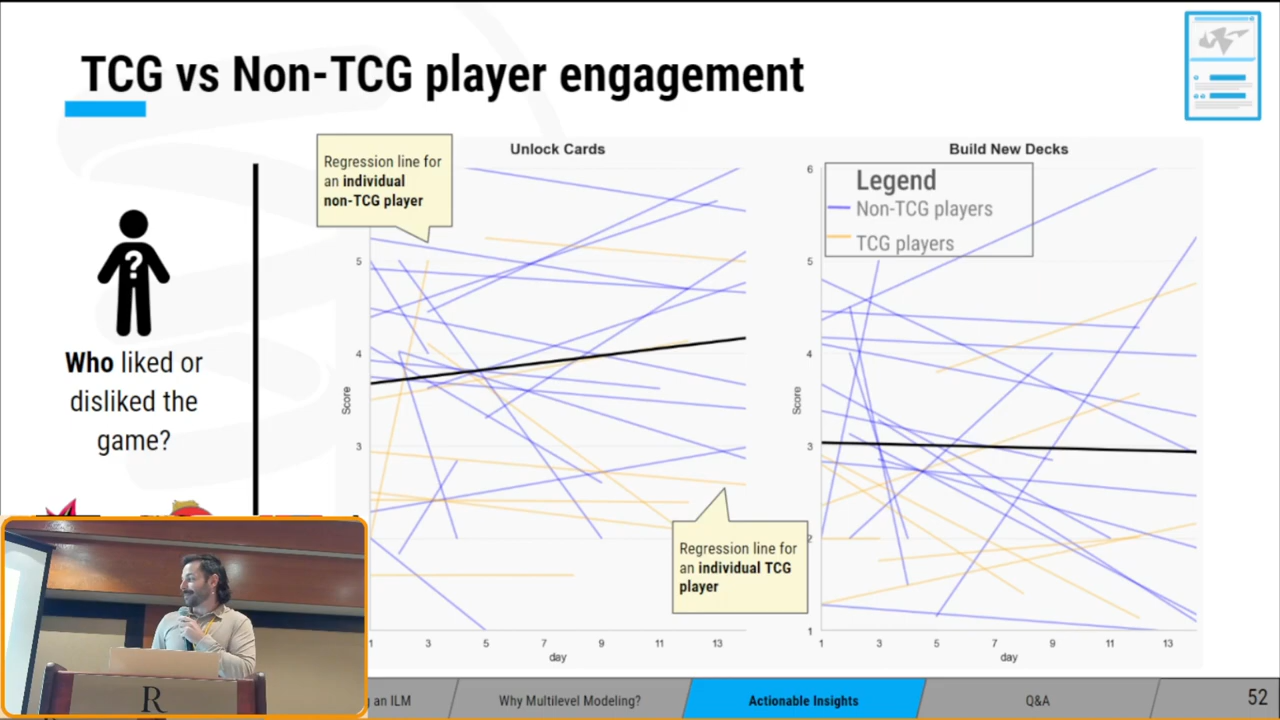 TCG vs Non-TCG player engagement
Who liked or
disliked the
game?
Regression line for
an individual
non-TCG player
Unlock Cards
5
4
3
Score
1
3
5
7
9
11
13
day
Regression line for
an individual TCG
player
Build New Decks
Legend
Non-TCG players
TCG players
6
5
4
3
2
1
Score
1
3
5
7
9
11
13
day
R
g an ILM
Why Multilevel Modeling?
Actionable Insights
Q&A
52